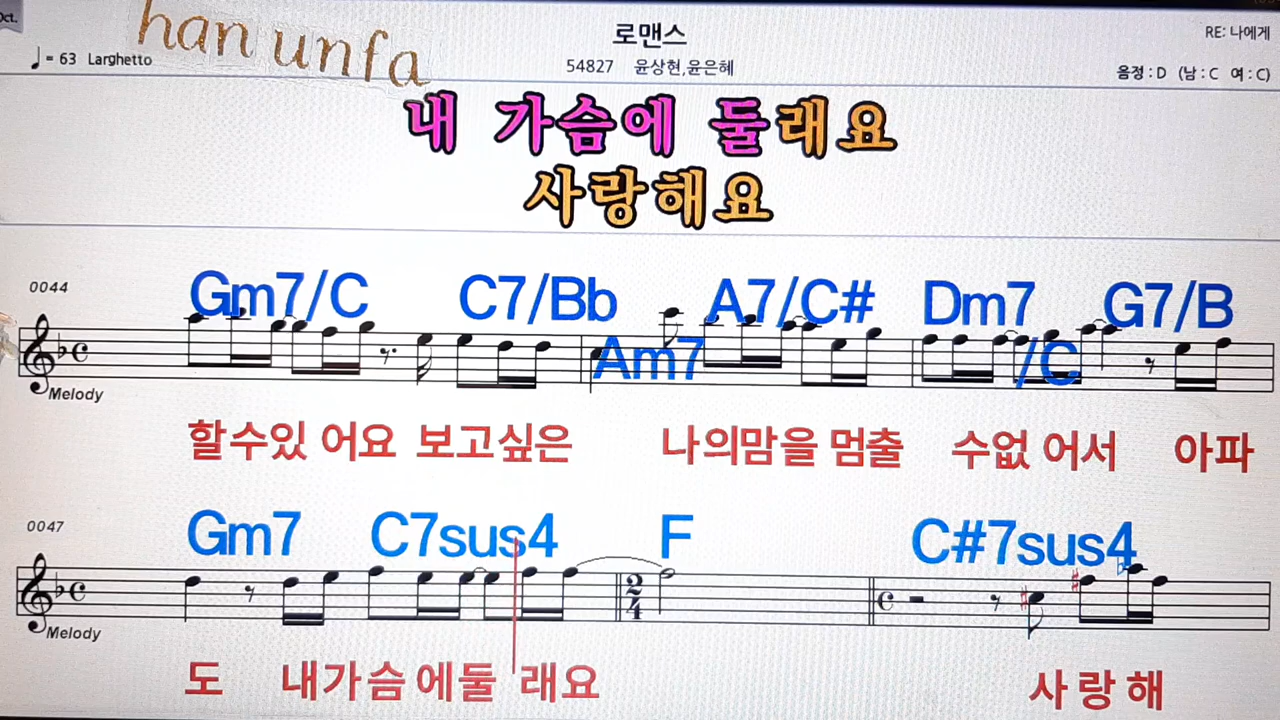 Oct.
han unfa
로맨스
RE: 나에게
♩ = 63 Larghetto
54827 윤상현,윤은혜
음정 : D (남 : C 여 : C)
내 가슴에 둘래요
사랑해요
0044
Gm7/C C7/Bb A7/C# Dm7 G7/B
Am7 /C
Melody
할수있 어요 보고싶은 나의맘을 멈출 수없 어서 아파
0047
Gm7 C7sus4 F C#7sus4
2
4
Melody
도 내가슴 에둘 래요 사랑해